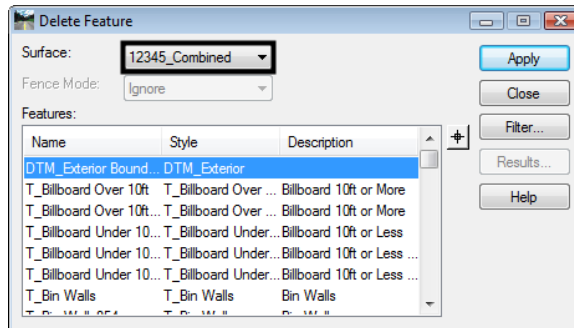 Delete Feature
Surface: 12345_Combined
Fence Mode: Ignore
Features:
Name Style Description
DTM_Exterior Bound... DTM_Exterior
T_Billboard Over 10ft T_Billboard Over ... Billboard 10ft or More
T_Billboard Over 10ft... T_Billboard Over ... Billboard 10ft or More
T_Billboard Under 10... T_Billboard Under... Billboard 10ft or Less
T_Billboard Under 10... T_Billboard Under... Billboard 10ft or Less ...
T_Billboard Under 10... T_Billboard Under... Billboard 10ft or Less ...
T_Bin Walls T_Bin Walls Bin Walls
Apply
Close
Filter...
Results...
Help